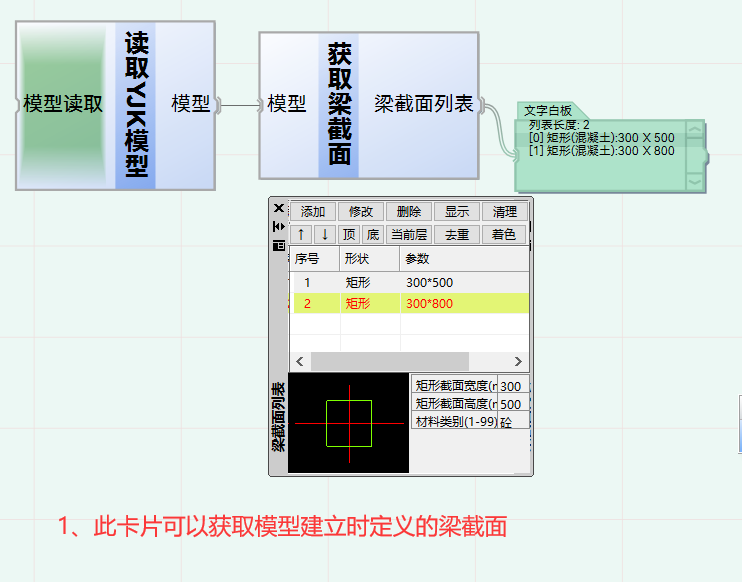 模型读取
读取YJK模型
模型
模型
获取梁截面
梁截面列表
文字白板
列表长度: 2
[0] 矩形(混凝土):300 X 500
[1] 矩形(混凝土):300 X 800
添加 修改 删除 显示 清理
↑ ↓ 顶 底 当前层 去重 着色
序号 形状 参数
1 矩形 300*500
2 矩形 300*800
梁截面列表
矩形截面宽度(r 300
矩形截面高度(r 500
材料类别(1-99) 砼
1、此卡片可以获取模型建立时定义的梁截面